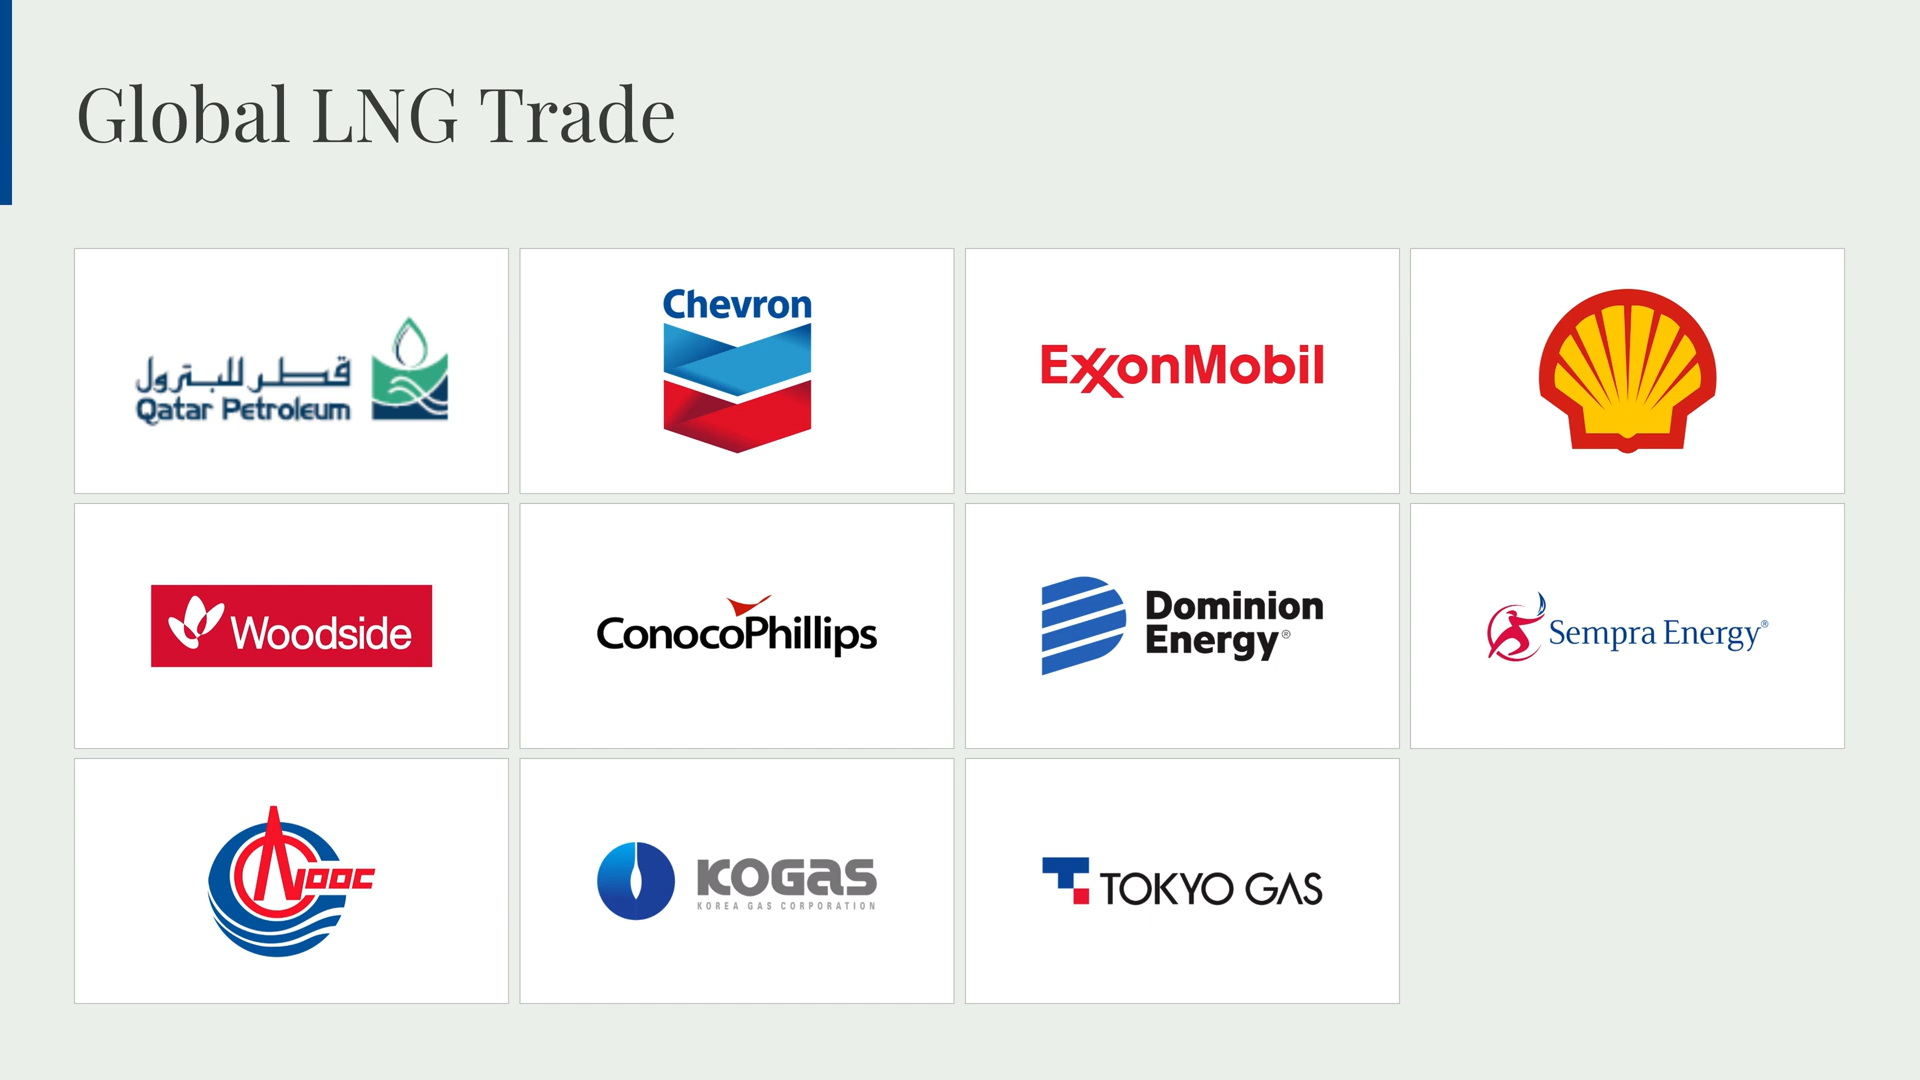 Global LNG Trade
قطر للبترول
Qatar Petroleum
Chevron
ExxonMobil
Woodside
ConocoPhillips
Dominion
Energy®
Sempra Energy®
CNOOC
KOGAS
KOREA GAS CORPORATION
TOKYO GAS